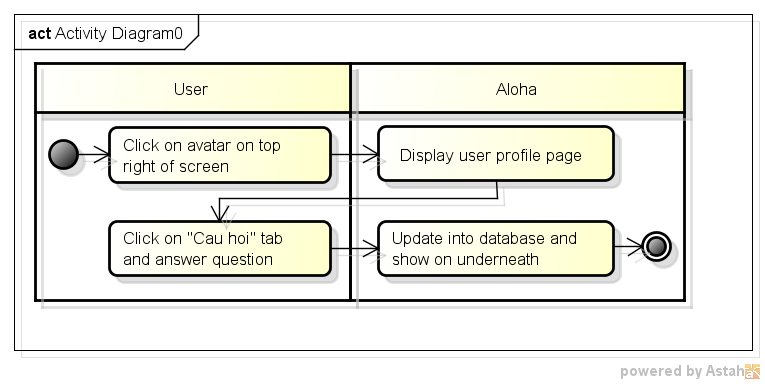 act Activity Diagram0
User
Aloha
Click on avatar on top
right of screen
Display user profile page
Click on "Cau hoi" tab
and answer question
Update into database and
show on underneath
powered by Astah